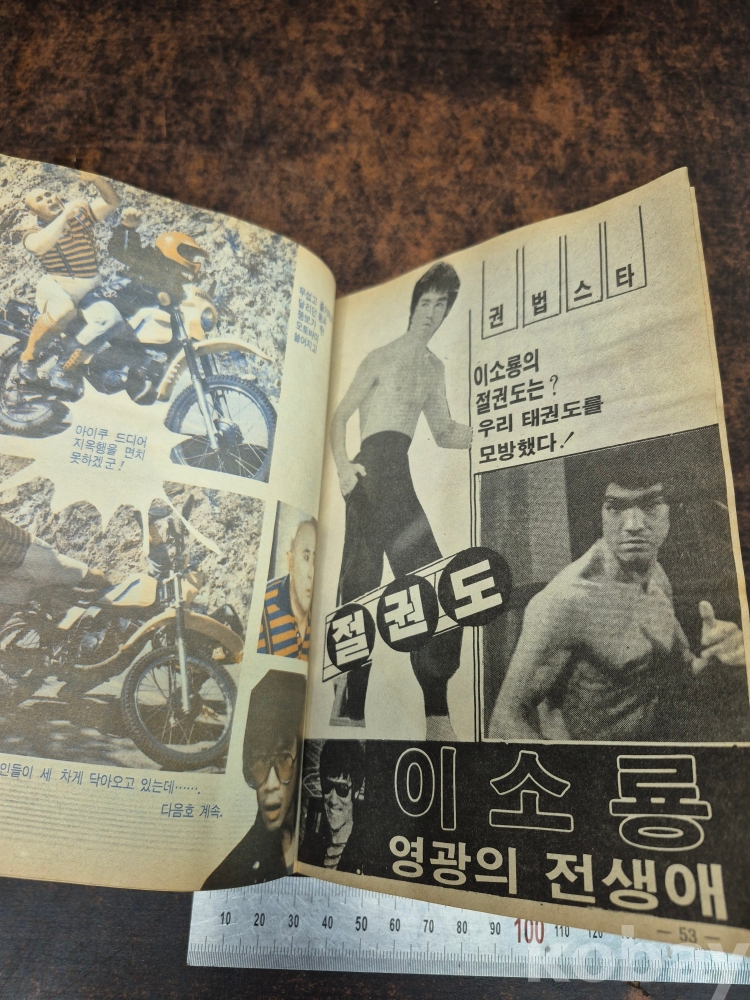 아이쿠 드디어
지옥행을 면치
못하겠군!
인들이 세 차게 닥아오고 있는데……
다음호 계속.
권법스타
이소룡의
절권도는?
우리 태권도를
모방했다!
절권도
이소룡
영광의 전생애
— 53 —
10 20 30 40 50 60 70 80 90 100 110 120
kobay